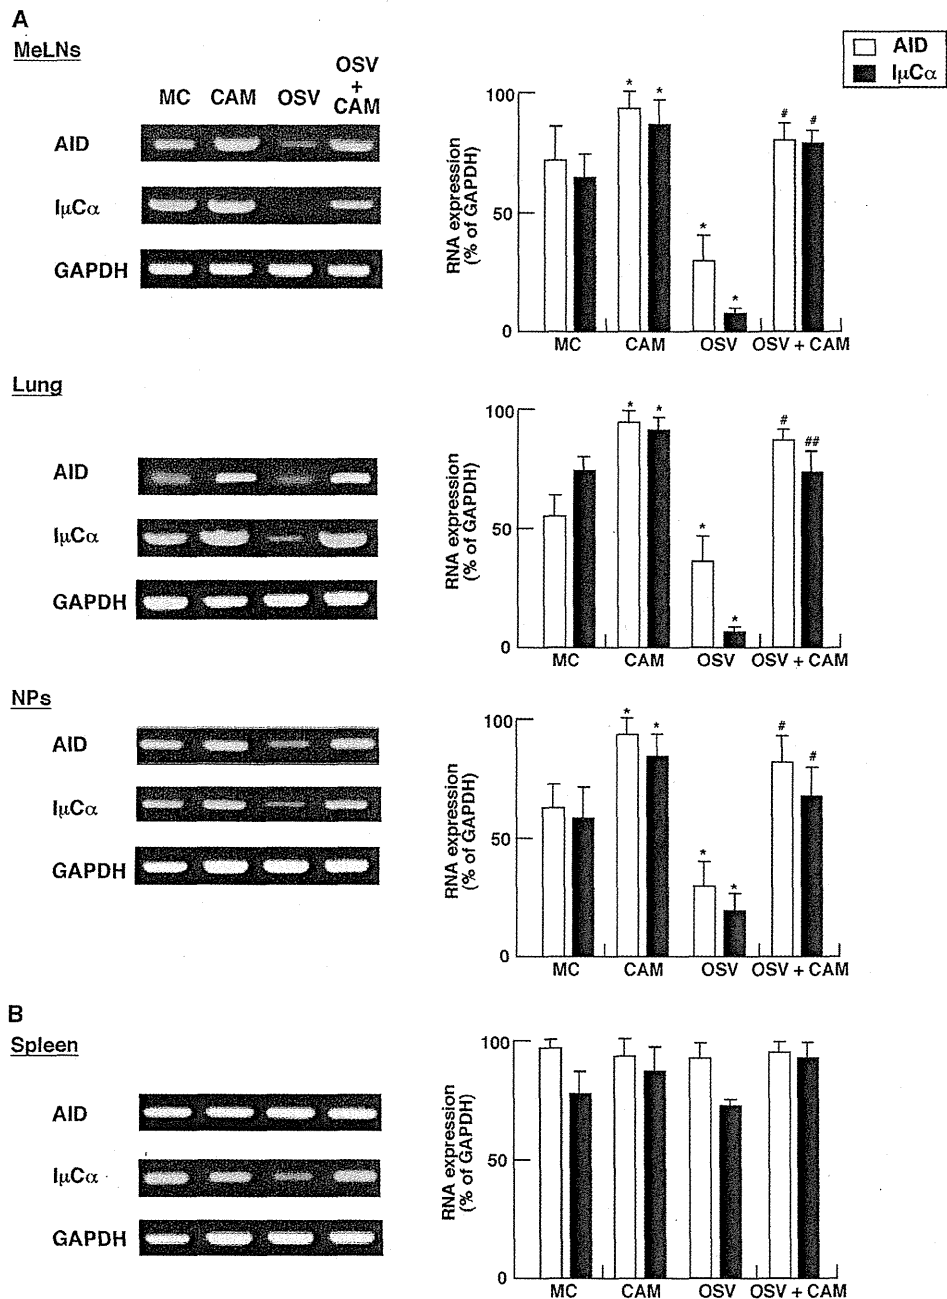 A
MeLNs
MC CAM OSV OSV + CAM
AID
IμCα
GAPDH
AID
IμCα
RNA expression
(% of GAPDH)
100
50
0
* * * * # #
MC CAM OSV OSV + CAM
Lung
AID
IμCα
GAPDH
RNA expression
(% of GAPDH)
100
50
0
* * * * # ##
MC CAM OSV OSV + CAM
NPs
AID
IμCα
GAPDH
RNA expression
(% of GAPDH)
100
50
0
* * * * # #
MC CAM OSV OSV + CAM
B
Spleen
AID
IμCα
GAPDH
RNA expression
(% of GAPDH)
100
50
0
MC CAM OSV OSV + CAM